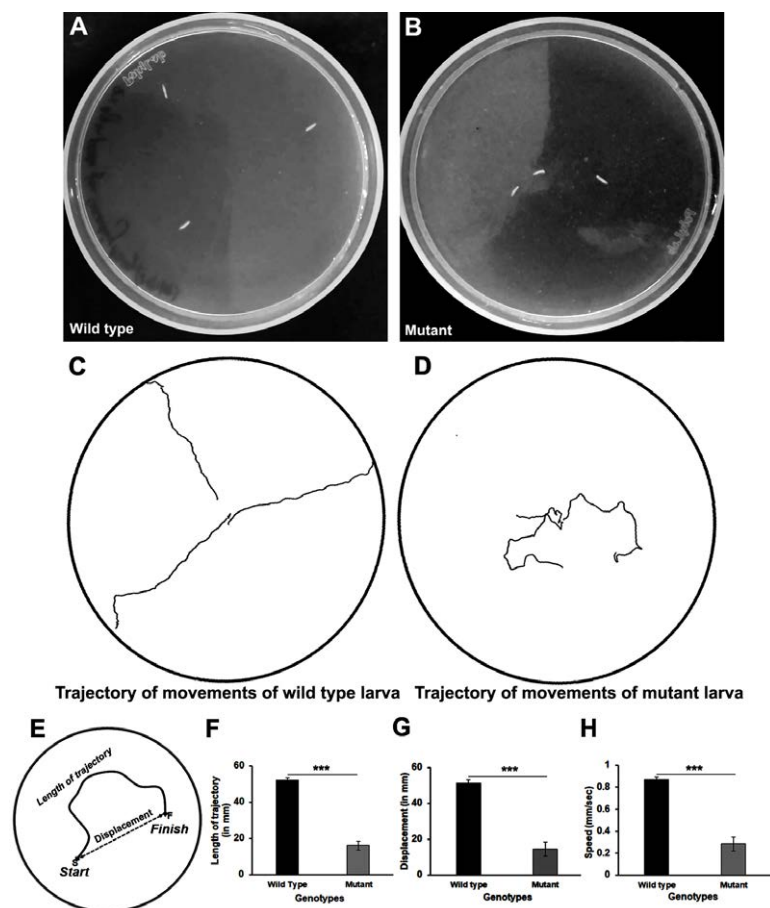 A
B
Wild type
Mutant
C
D
Trajectory of movements of wild type larva
Trajectory of movements of mutant larva
E
Length of trajectory
Displacement
S
Start
F
Finish
F
Length of trajectory
(in mm)
60
40
20
0
***
Wild Type
Mutant
Genotypes
G
Displacement (in mm)
60
40
20
0
***
Wild type
Mutant
Genotypes
H
Speed (mm/sec)
1
0.8
0.6
0.4
0.2
0
***
Wild type
Mutant
Genotypes